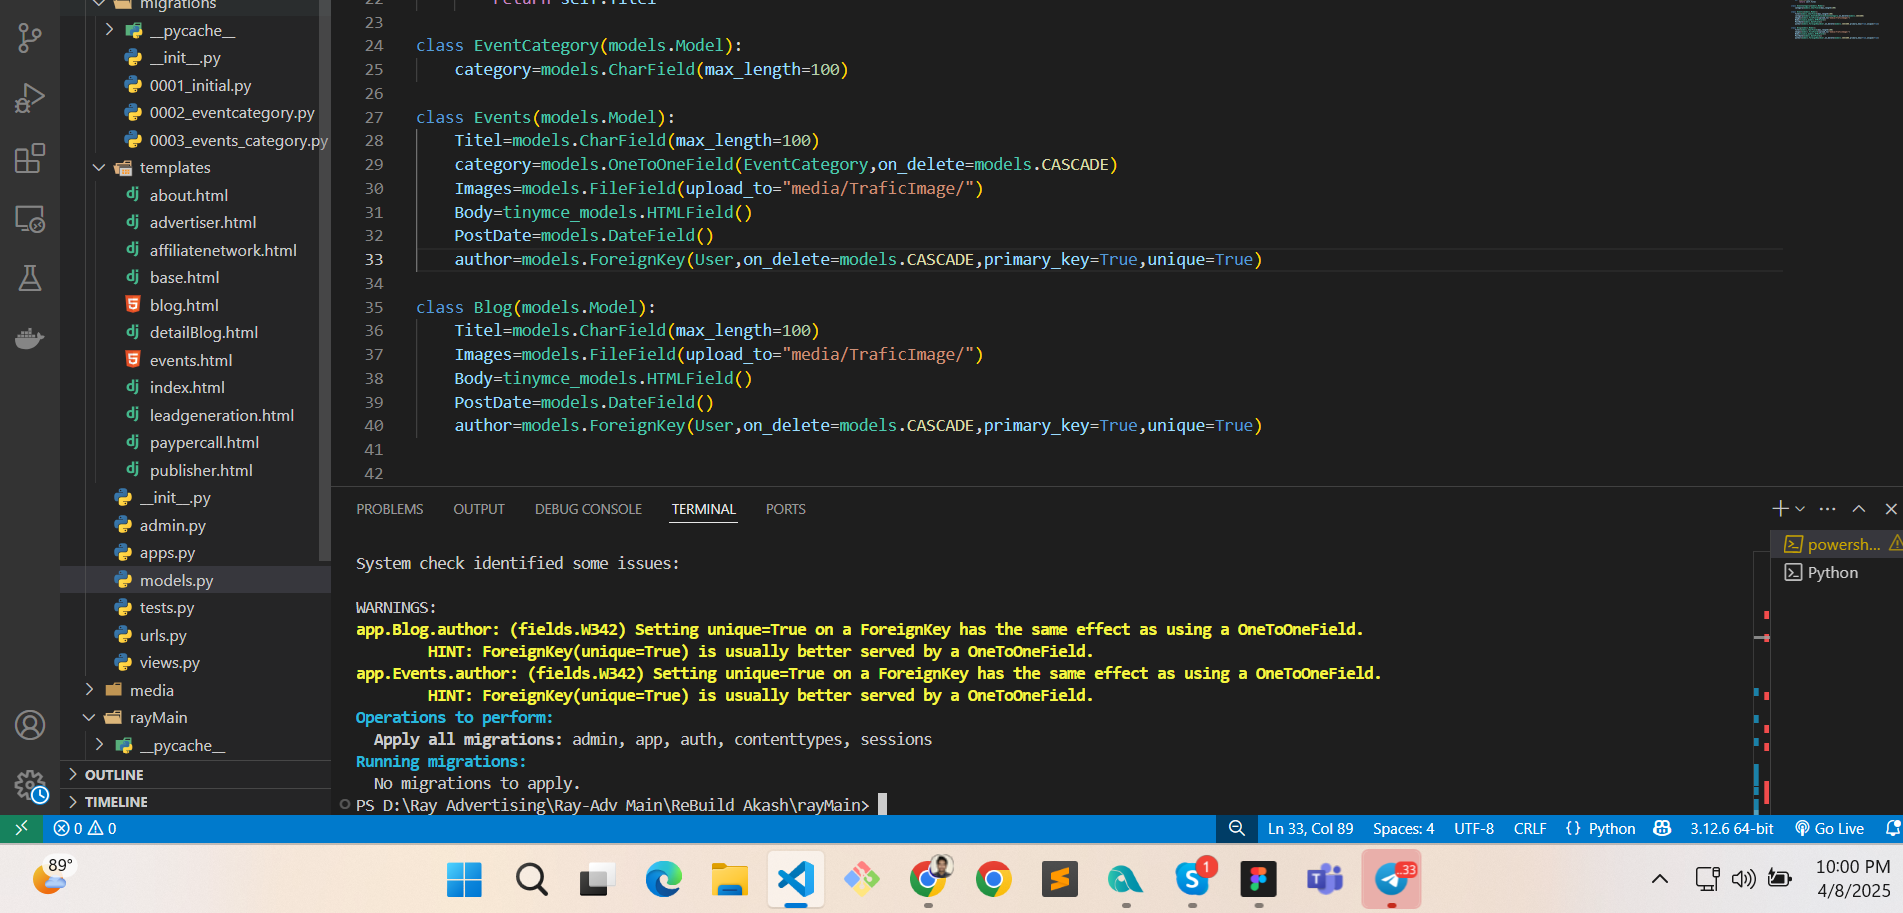 migrations
__pycache__
__init__.py
0001_initial.py
0002_eventcategory.py
0003_events_category.py
templates
about.html
advertiser.html
affiliatenetwork.html
base.html
blog.html
detailBlog.html
events.html
index.html
leadgeneration.html
paypercall.html
publisher.html
__init__.py
admin.py
apps.py
models.py
tests.py
urls.py
views.py
media
rayMain
__pycache__
OUTLINE
TIMELINE
22 return self.Titel
23
24 class EventCategory(models.Model):
25 category=models.CharField(max_length=100)
26
27 class Events(models.Model):
28 Titel=models.CharField(max_length=100)
29 category=models.OneToOneField(EventCategory,on_delete=models.CASCADE)
30 Images=models.FileField(upload_to="media/TraficImage/")
31 Body=tinymce_models.HTMLField()
32 PostDate=models.DateField()
33 author=models.ForeignKey(User,on_delete=models.CASCADE,primary_key=True,unique=True)
34
35 class Blog(models.Model):
36 Titel=models.CharField(max_length=100)
37 Images=models.FileField(upload_to="media/TraficImage/")
38 Body=tinymce_models.HTMLField()
39 PostDate=models.DateField()
40 author=models.ForeignKey(User,on_delete=models.CASCADE,primary_key=True,unique=True)
41
42
PROBLEMS OUTPUT DEBUG CONSOLE TERMINAL PORTS
System check identified some issues:
WARNINGS:
app.Blog.author: (fields.W342) Setting unique=True on a ForeignKey has the same effect as using a OneToOneField.
HINT: ForeignKey(unique=True) is usually better served by a OneToOneField.
app.Events.author: (fields.W342) Setting unique=True on a ForeignKey has the same effect as using a OneToOneField.
HINT: ForeignKey(unique=True) is usually better served by a OneToOneField.
Operations to perform:
Apply all migrations: admin, app, auth, contenttypes, sessions
Running migrations:
No migrations to apply.
PS D:\Ray Advertising\Ray-Adv Main\ReBuild Akash\rayMain>
powersh...
Python
0 0 Ln 33, Col 89 Spaces: 4 UTF-8 CRLF {} Python 3.12.6 64-bit Go Live
89° 1 33 10:00 PM
4/8/2025